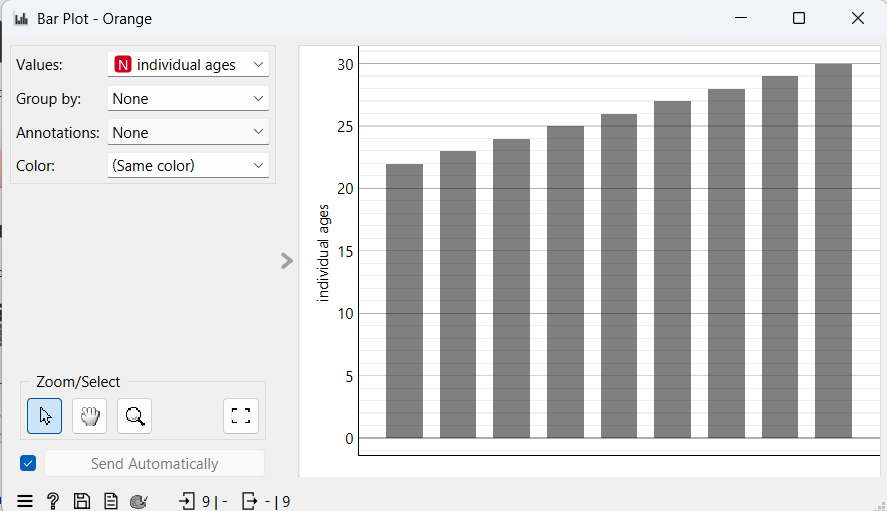 Bar Plot - Orange
Values:
N individual ages
Group by:
None
Annotations:
None
Color:
(Same color)
30
25
20
15
10
5
0
individual ages
Zoom/Select
Send Automatically
9 | -
- | 9